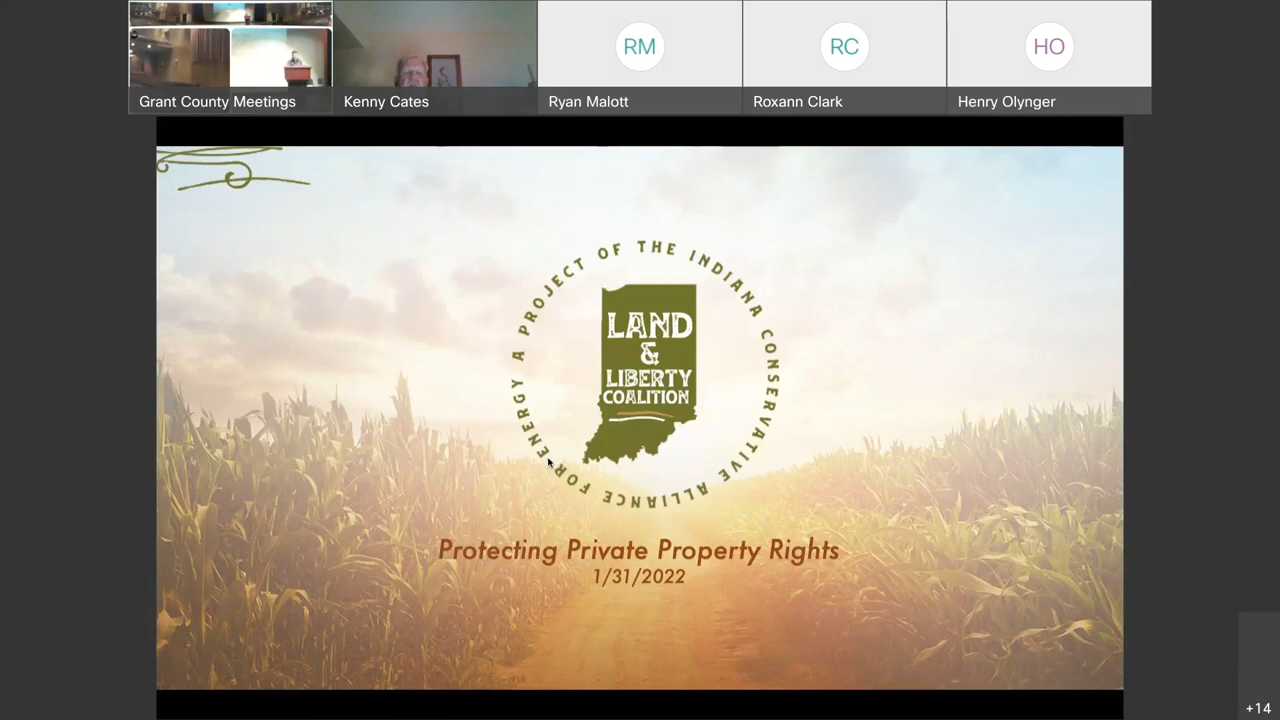 RM
RC
HO
Grant County Meetings
Kenny Cates
Ryan Malott
Roxann Clark
Henry Olynger
A PROJECT OF THE INDIANA CONSERVATIVE ALLIANCE FOR ENERGY
LAND
&
LIBERTY
COALITION
Protecting Private Property Rights
1/31/2022
+14